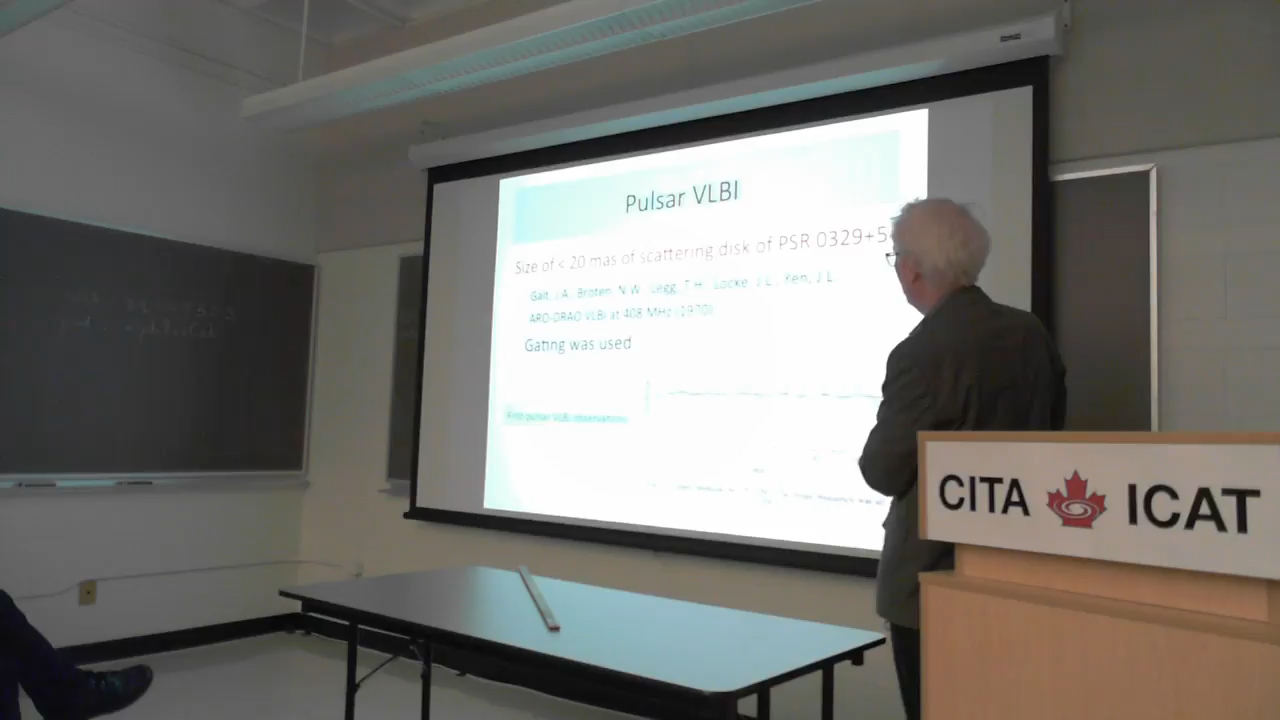 Pulsar VLBI
Size of < 20 mas of scattering disk of PSR 0329+5
Galt, J.A., Broten, N.W., Legg, T.H., Locke, J.L., Yen, J.L.
ARO-DRAO VLBI at 408 MHz (1970)
Gating was used
First pulsar VLBI observations
CITA ICAT